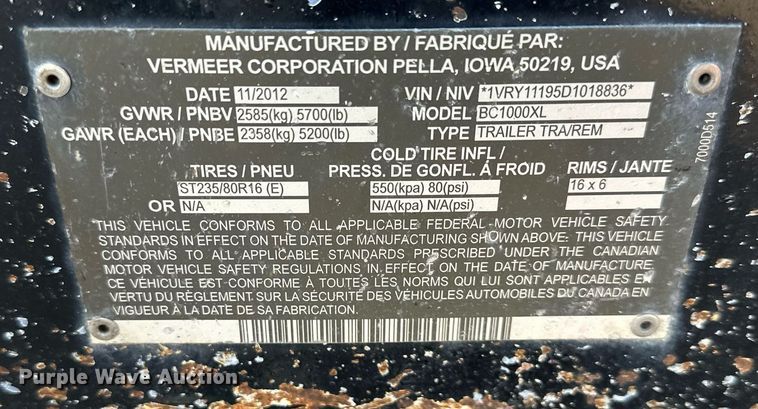 MANUFACTURED BY / FABRIQUÉ PAR:
VERMEER CORPORATION PELLA, IOWA 50219, USA
DATE 11/2012 VIN / NIV *1VRY11195D1018836*
GVWR / PNBV 2585(kg) 5700(lb) MODEL BC1000XL
GAWR (EACH) / PNBE 2358(kg) 5200(lb) TYPE TRAILER TRA/REM
COLD TIRE INFL /
TIRES / PNEU PRESS. DE GONFL. Á FROID RIMS / JANTE
ST235/80R16 (E) 550(kpa) 80(psi) 16 x 6
OR N/A N/A(kpa) N/A(psi)
THIS VEHICLE CONFORMS TO ALL APPLICABLE FEDERAL-MOTOR VEHICLE SAFETY
STANDARDS IN EFFECT ON THE DATE OF MANUFACTURING SHOWN ABOVE: THIS VEHICLE
CONFORMS TO ALL APPLICABLE STANDARDS PRESCRIBED UNDER THE CANADIAN
MOTOR VEHICLE SAFETY REGULATIONS IN EFFECT ON THE DATE OF MANUFACTURE.
CE VÉHICULE EST CONFORME À TOUTES LES NORMS QUI LUI SONT APPLICABLES EN
VERTU DU RÈGLEMENT SUR LA SÉCURITÉ DES VÉHICULES AUTOMOBILES DU CANADA EN
VIGUEUR À LA DATE DE SA FABRICATION.
7000D514
Purple Wave Auction